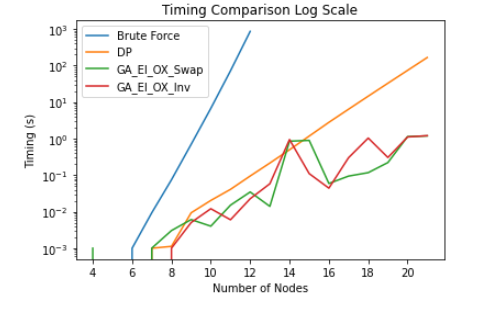 Timing Comparison Log Scale
Brute Force
DP
GA_EI_OX_Swap
GA_EI_OX_Inv
Timing (s)
10³
10²
10¹
10⁰
10⁻¹
10⁻²
10⁻³
4 6 8 10 12 14 16 18 20
Number of Nodes